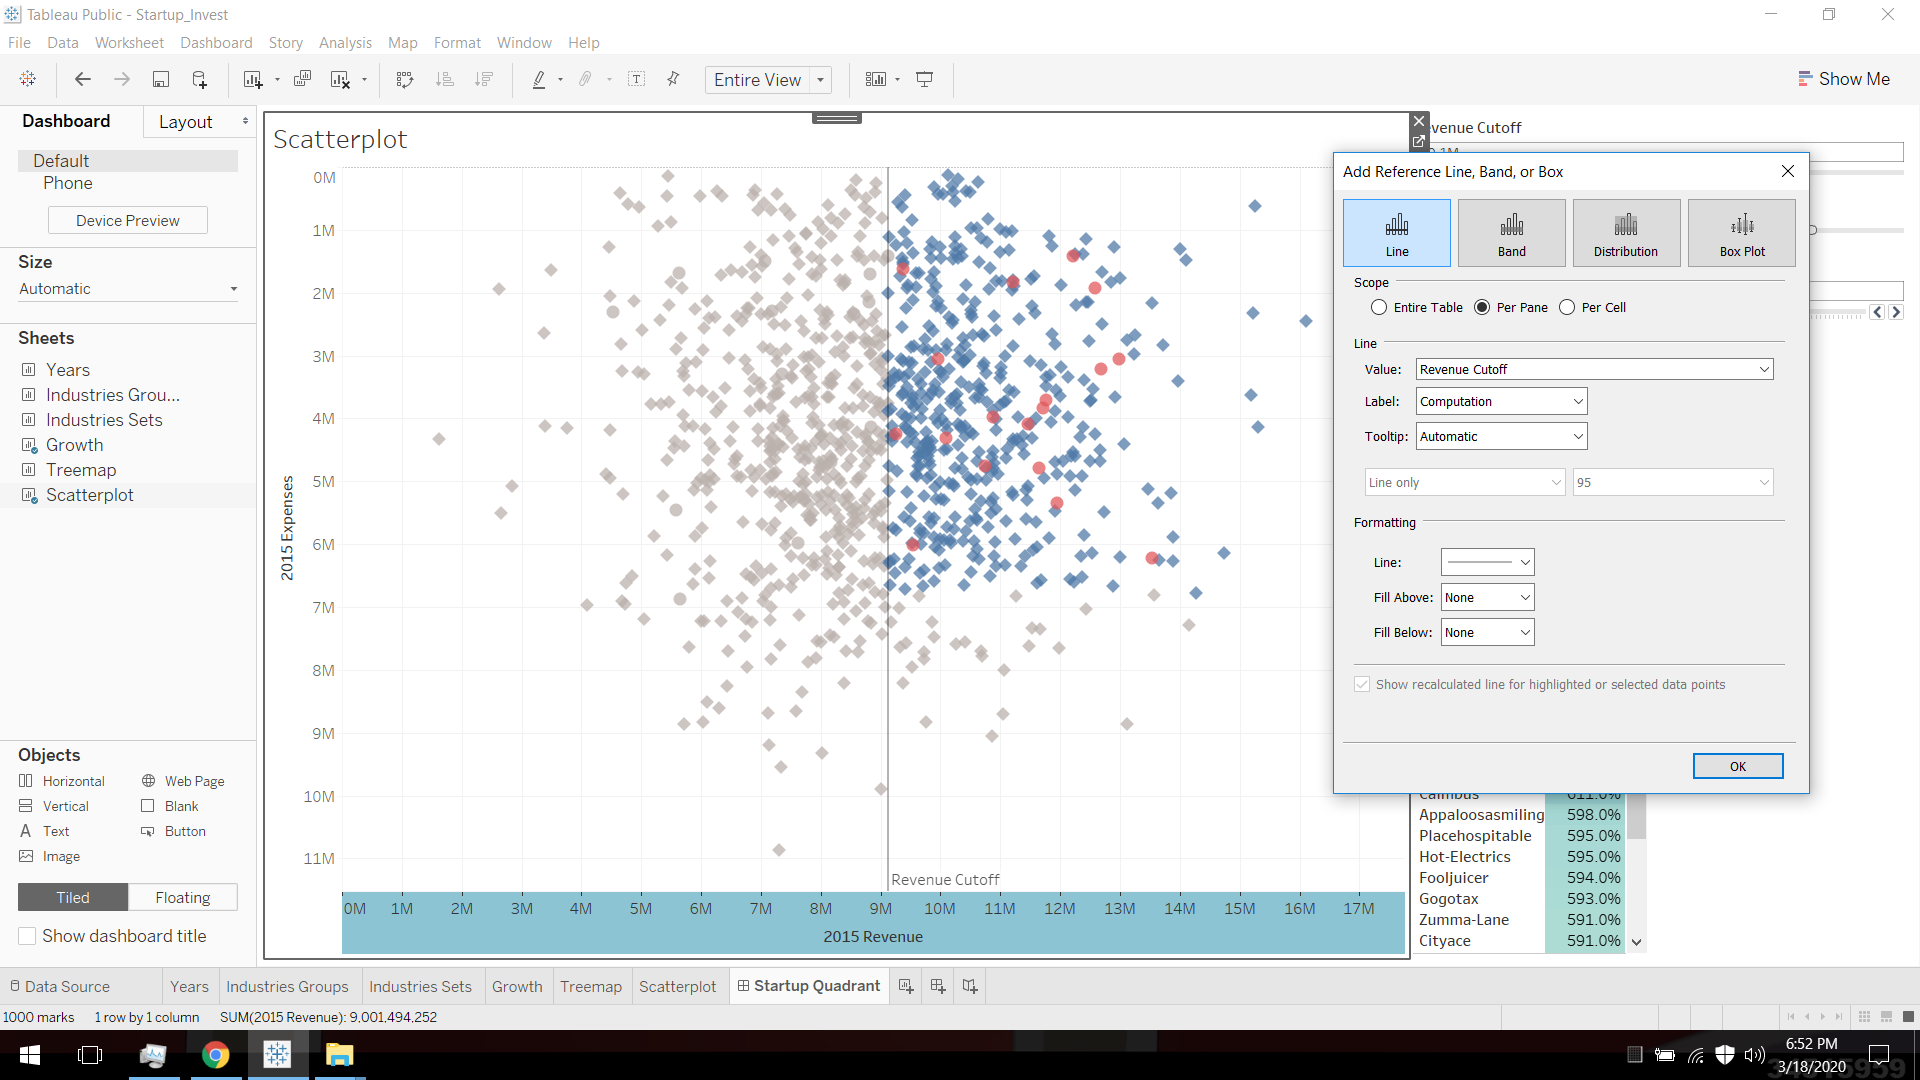 Tableau Public - Startup_Invest
File Data Worksheet Dashboard Story Analysis Map Format Window Help
Entire View
Show Me
Dashboard
Layout
Default
Phone
Device Preview
Size
Automatic
Sheets
Years
Industries Grou...
Industries Sets
Growth
Treemap
Scatterplot
Objects
Horizontal
Web Page
Vertical
Blank
A Text
Button
Image
Tiled
Floating
Show dashboard title
Scatterplot
0M
1M
2M
3M
4M
5M
6M
7M
8M
9M
10M
11M
2015 Expenses
Revenue Cutoff
0M 1M 2M 3M 4M 5M 6M 7M 8M 9M 10M 11M 12M 13M 14M 15M 16M 17M
2015 Revenue
evenue Cutoff
Add Reference Line, Band, or Box
Line
Band
Distribution
Box Plot
Scope
Entire Table
Per Pane
Per Cell
Line
Value: Revenue Cutoff
Label: Computation
Tooltip: Automatic
Line only
95
Formatting
Line:
Fill Above: None
Fill Below: None
Show recalculated line for highlighted or selected data points
OK
611.0%
Appaloosasmiling 598.0%
Placehospitable 595.0%
Hot-Electrics 595.0%
Fooljuicer 594.0%
Gogotax 593.0%
Zumma-Lane 591.0%
Cityace 591.0%
Data Source
Years
Industries Groups
Industries Sets
Growth
Treemap
Scatterplot
Startup Quadrant
1000 marks
1 row by 1 column
SUM(2015 Revenue): 9,001,494,252
6:52 PM
3/18/2020